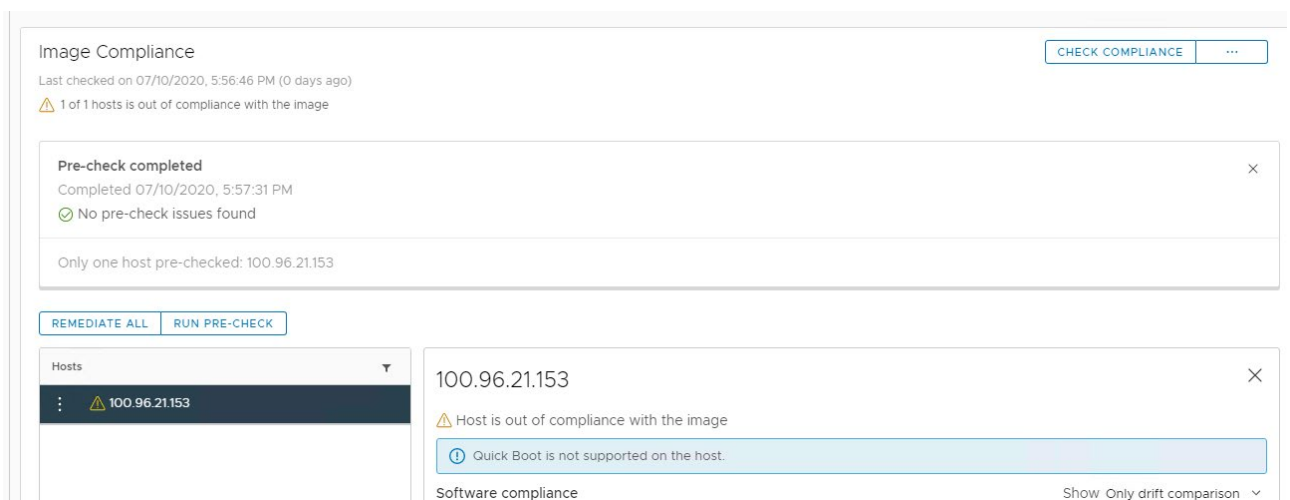 Image Compliance
CHECK COMPLIANCE ...
Last checked on 07/10/2020, 5:56:46 PM (0 days ago)
1 of 1 hosts is out of compliance with the image
Pre-check completed
Completed 07/10/2020, 5:57:31 PM
No pre-check issues found
Only one host pre-checked: 100.96.21.153
REMEDIATE ALL RUN PRE-CHECK
Hosts
100.96.21.153
100.96.21.153
Host is out of compliance with the image
Quick Boot is not supported on the host.
Software compliance
Show Only drift comparison